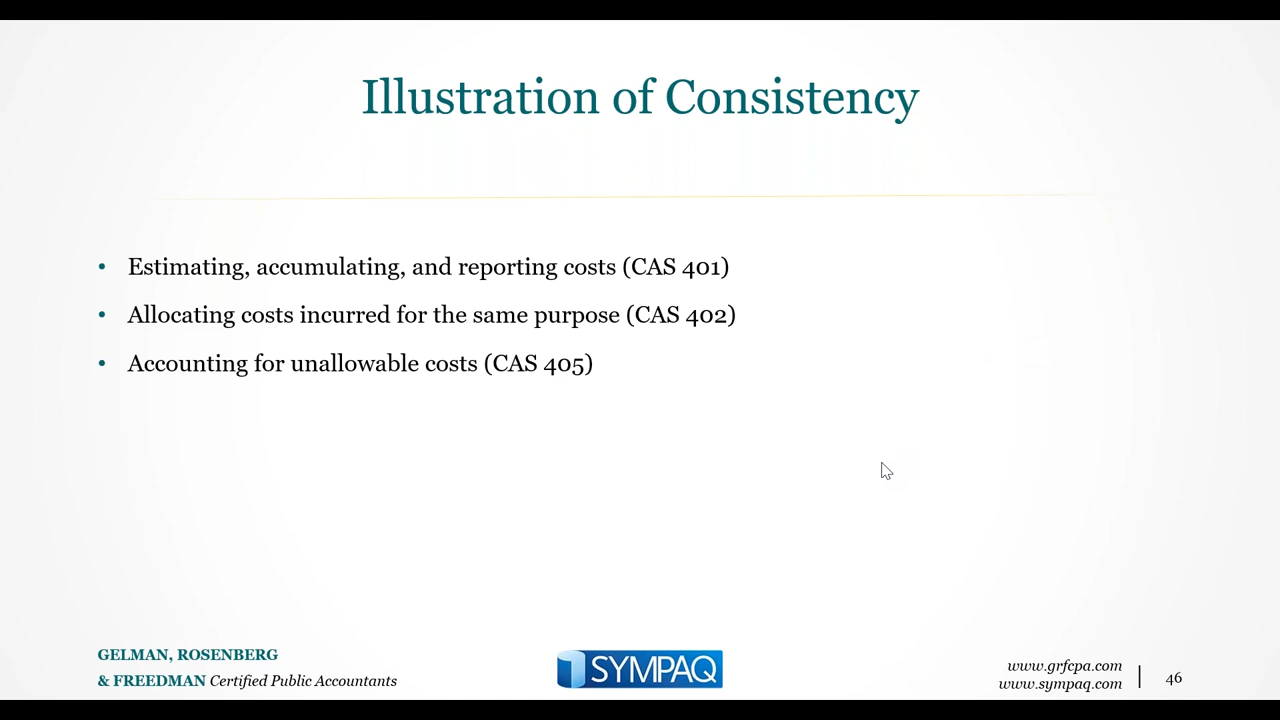 Illustration of Consistency
• Estimating, accumulating, and reporting costs (CAS 401)
• Allocating costs incurred for the same purpose (CAS 402)
• Accounting for unallowable costs (CAS 405)
GELMAN, ROSENBERG
& FREEDMAN Certified Public Accountants
SYMPAQ
www.grfcpa.com
www.sympaq.com
46